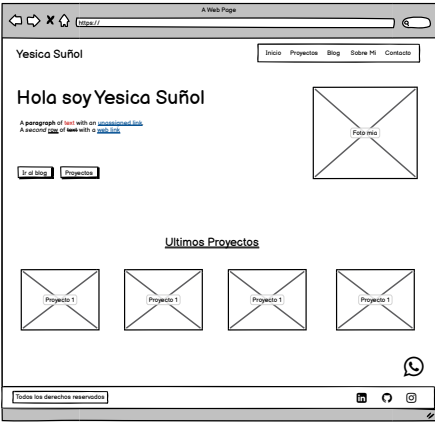 A Web Page
https://
Yesica Suñol
Inicio Proyectos Blog Sobre Mi Contacto
Hola soy Yesica Suñol
A paragraph of text with an unassigned link
A second row of text with a web link
Foto mia
Ir al blog Proyectos
Ultimos Proyectos
Proyecto 1 Proyecto 1 Proyecto 1 Proyecto 1
Todos los derechos reservados
in